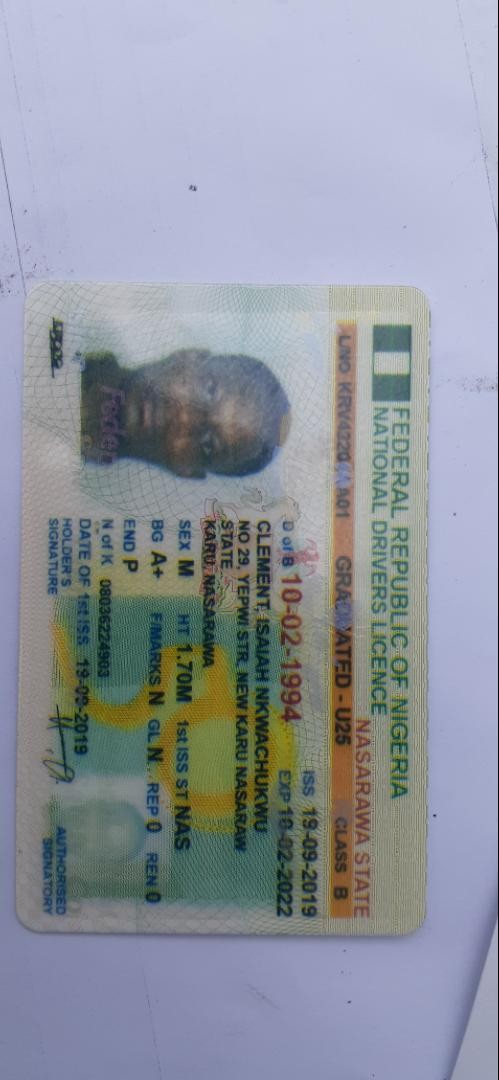 FEDERAL REPUBLIC OF NIGERIA
NATIONAL DRIVERS LICENCE
NASARAWA STATE
L/NO KRV4220 A01 GRADUATED - U25 CLASS B
ISS 19-09-2019
D of B 10-02-1994 EXP 10-02-2022
CLEMENT, ISAIAH NKWACHUKWU
NO 29, YEPWI STR. NEW KARU NASARAW
STATE
KARU, NASARAWA
SEX M HT 1.70M 1st ISS ST NAS
BG A+ F/MARKS N GL N REP 0 REN 0
END P
N of K 08036224903
DATE OF 1st ISS 19-09-2019
HOLDER'S
SIGNATURE
AUTHORISED
SIGNATORY
Feder